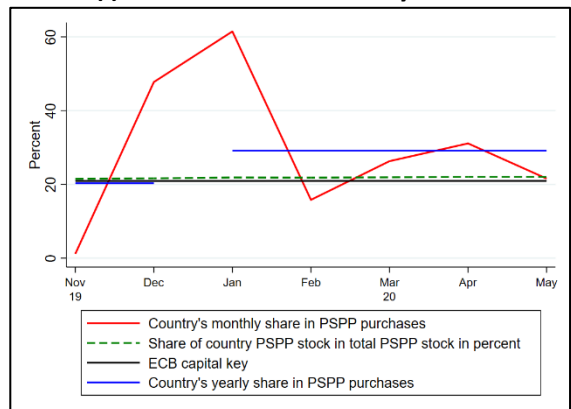 60
40
20
0
Percent
Nov Dec Jan Feb Mar Apr May
19 20
Country's monthly share in PSPP purchases
Share of country PSPP stock in total PSPP stock in percent
ECB capital key
Country's yearly share in PSPP purchases